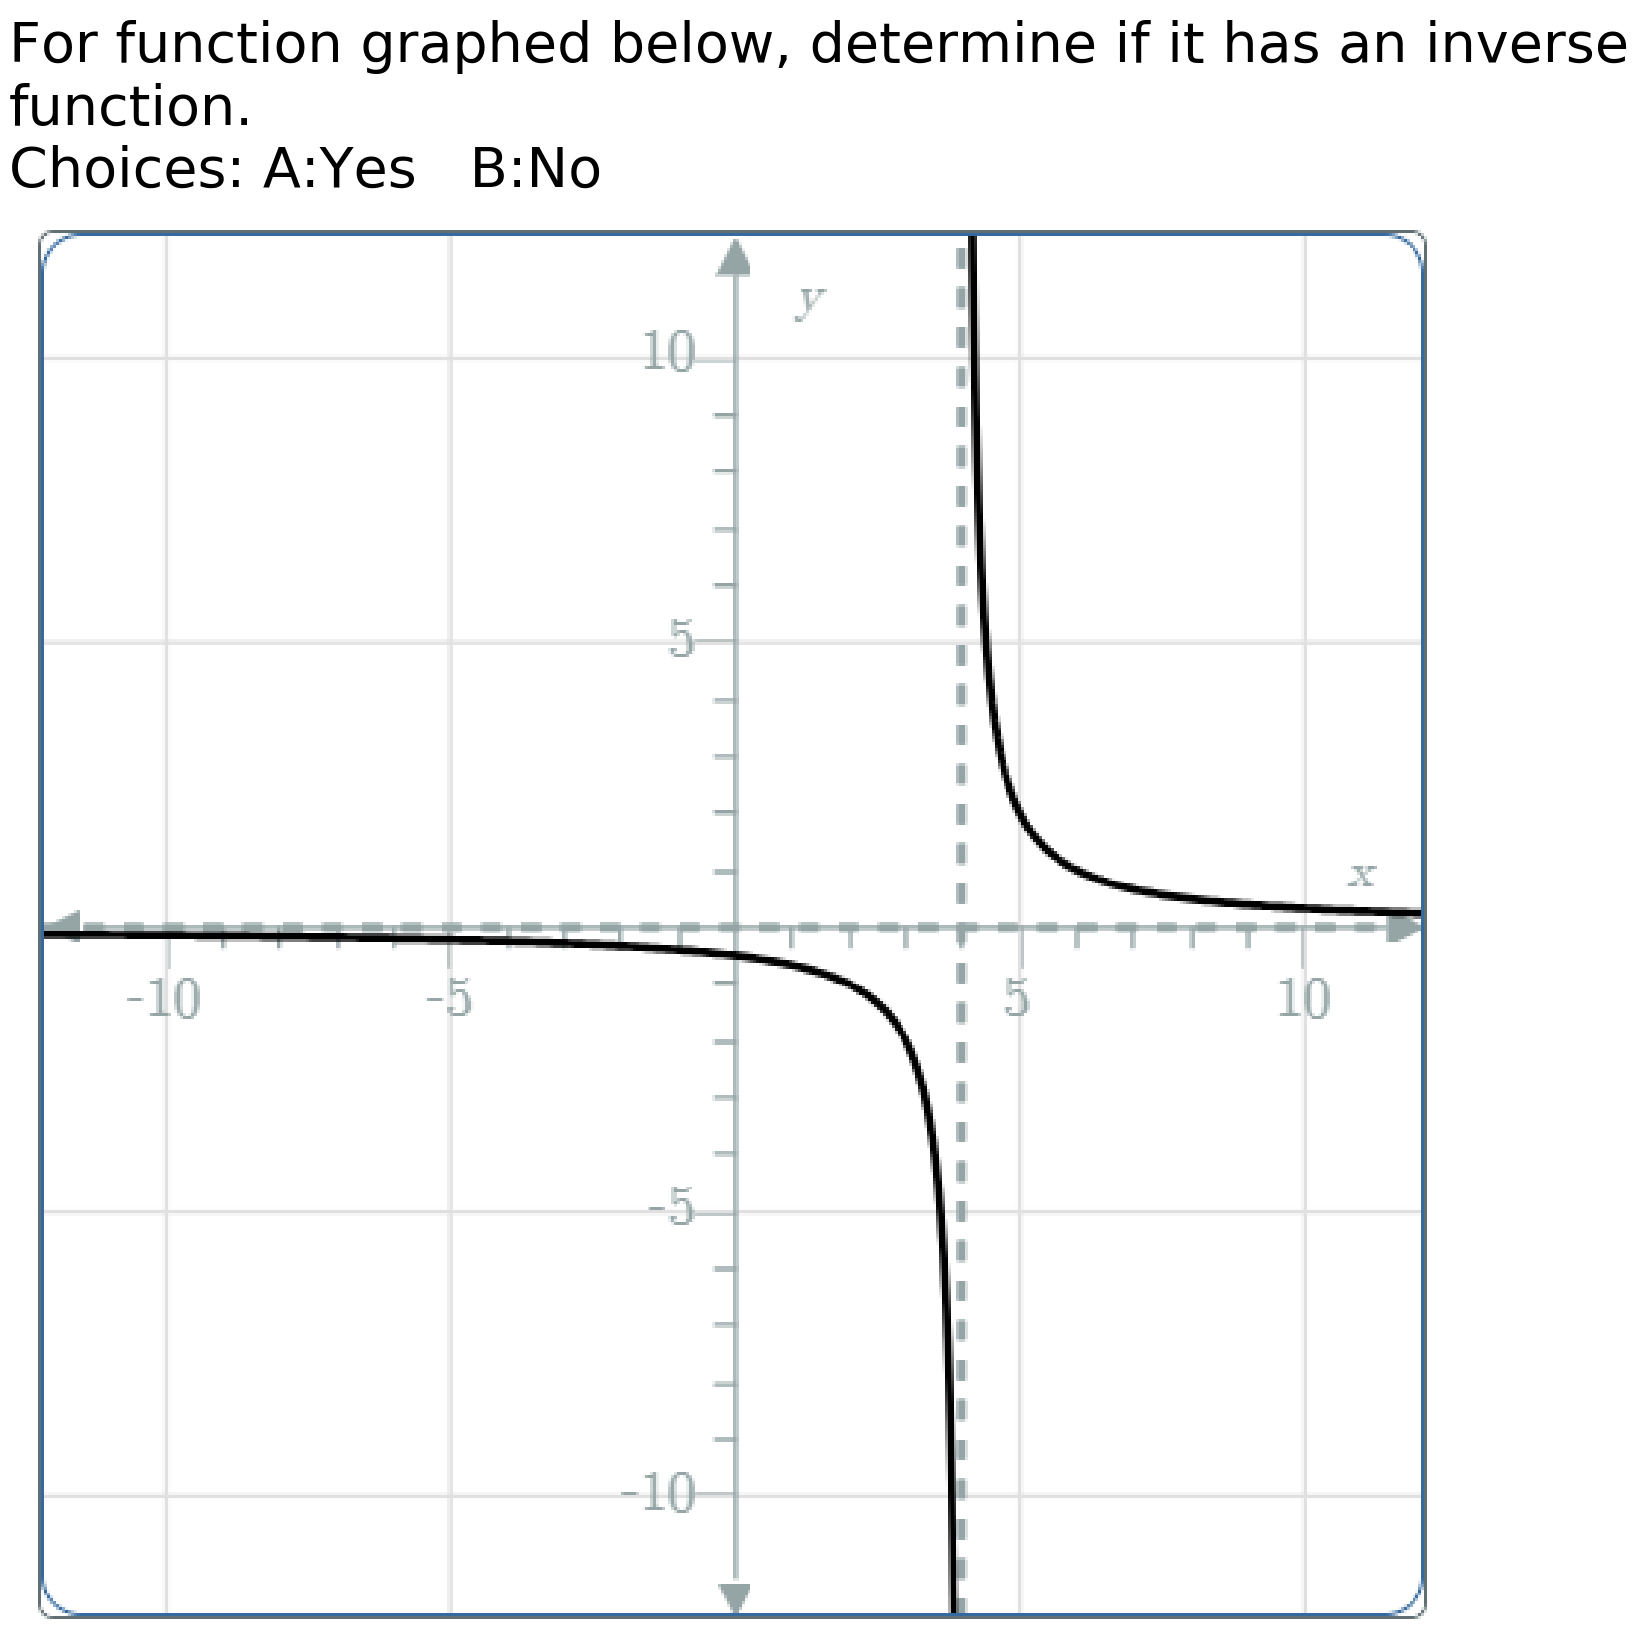 For function graphed below, determine if it has an inverse
function.
Choices: A:Yes   B:No
y
10
5
x
-10 -5 5 10
-5
-10